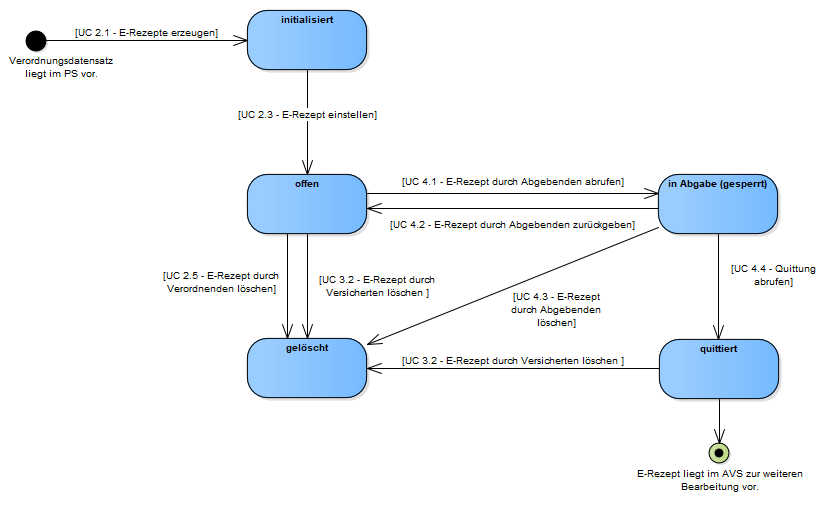 initialisiert
[UC 2.1 - E-Rezepte erzeugen]
Verordnungsdatensatz
liegt im PS vor.
[UC 2.3 - E-Rezept einstellen]
offen
[UC 4.1 - E-Rezept durch Abgebenden abrufen]
in Abgabe (gesperrt)
[UC 4.2 - E-Rezept durch Abgebenden zurückgeben]
[UC 2.5 - E-Rezept durch
Verordnenden löschen]
[UC 3.2 - E-Rezept durch
Versicherten löschen ]
[UC 4.3 - E-Rezept
durch Abgebenden
löschen]
[UC 4.4 - Quittung
abrufen]
gelöscht
[UC 3.2 - E-Rezept durch Versicherten löschen ]
quittiert
E-Rezept liegt im AVS zur weiteren
Bearbeitung vor.